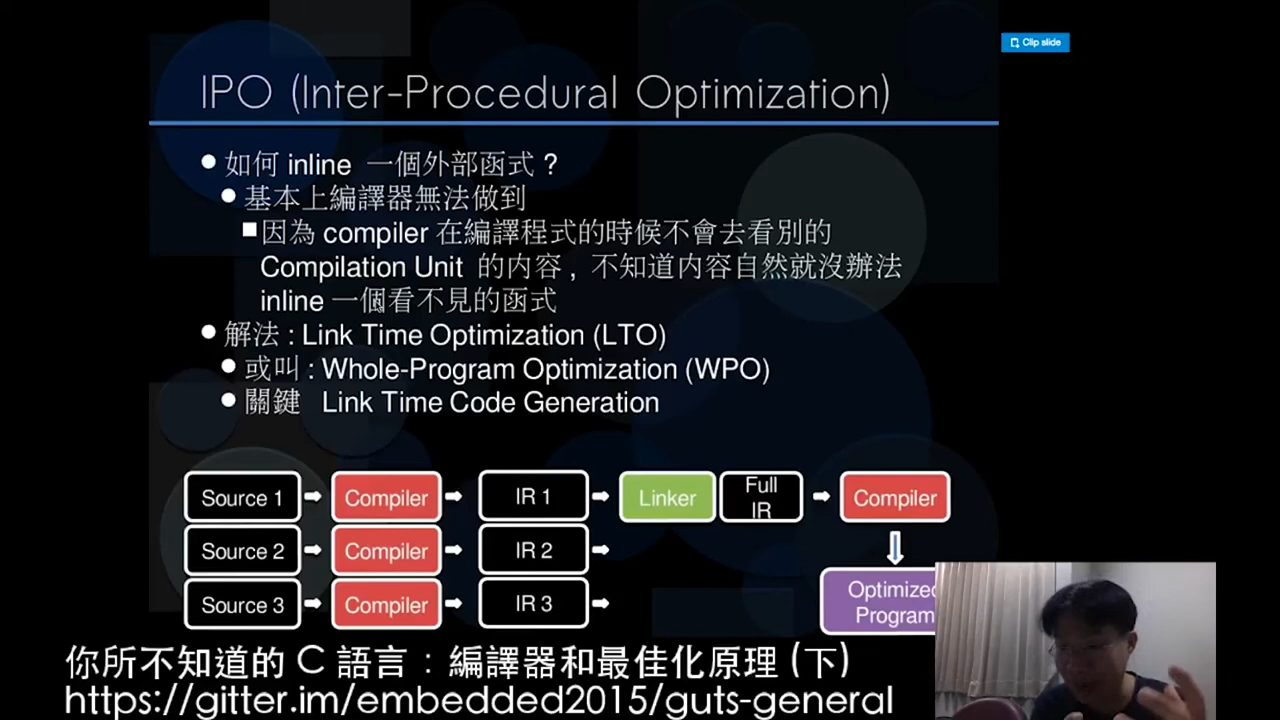 Clip slide
IPO (Inter-Procedural Optimization)
如何 inline 一個外部函式 ?
基本上編譯器無法做到
因為 compiler 在編譯程式的時候不會去看別的
Compilation Unit 的內容 , 不知道內容自然就沒辦法
inline 一個看不見的函式
解法 : Link Time Optimization (LTO)
或叫 : Whole-Program Optimization (WPO)
關鍵 Link Time Code Generation
Source 1 Compiler IR 1 Linker Full IR Compiler
Source 2 Compiler IR 2
Source 3 Compiler IR 3
Optimized
Program
你所不知道的 C 語言 : 編譯器和最佳化原理 (下)
https://gitter.im/embedded2015/guts-general